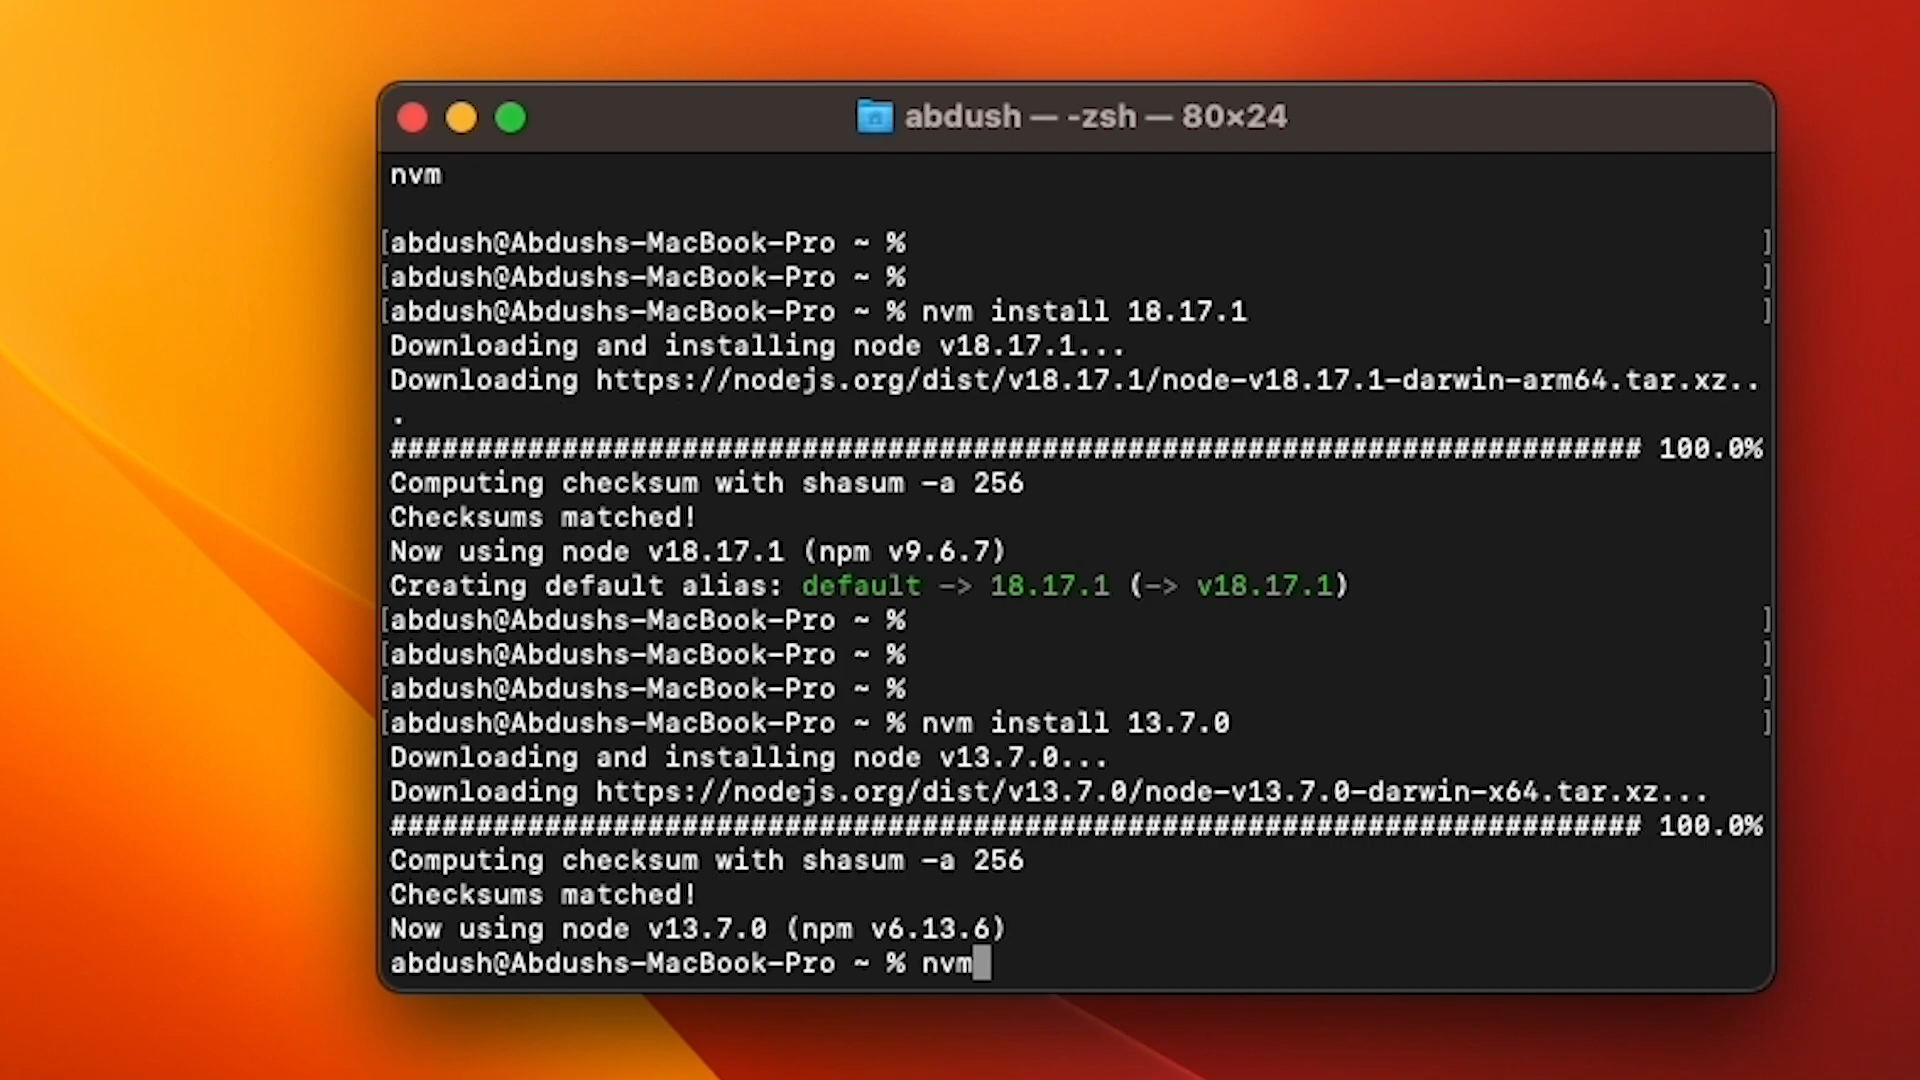 abdush — -zsh — 80×24
nvm
[abdush@Abdushs-MacBook-Pro ~ % ]
[abdush@Abdushs-MacBook-Pro ~ % ]
[abdush@Abdushs-MacBook-Pro ~ % nvm install 18.17.1 ]
Downloading and installing node v18.17.1...
Downloading https://nodejs.org/dist/v18.17.1/node-v18.17.1-darwin-arm64.tar.xz..
.
######################################################################### 100.0%
Computing checksum with shasum -a 256
Checksums matched!
Now using node v18.17.1 (npm v9.6.7)
Creating default alias: default -> 18.17.1 (-> v18.17.1)
[abdush@Abdushs-MacBook-Pro ~ % ]
[abdush@Abdushs-MacBook-Pro ~ % ]
[abdush@Abdushs-MacBook-Pro ~ % ]
[abdush@Abdushs-MacBook-Pro ~ % nvm install 13.7.0 ]
Downloading and installing node v13.7.0...
Downloading https://nodejs.org/dist/v13.7.0/node-v13.7.0-darwin-x64.tar.xz...
######################################################################### 100.0%
Computing checksum with shasum -a 256
Checksums matched!
Now using node v13.7.0 (npm v6.13.6)
abdush@Abdushs-MacBook-Pro ~ % nvm